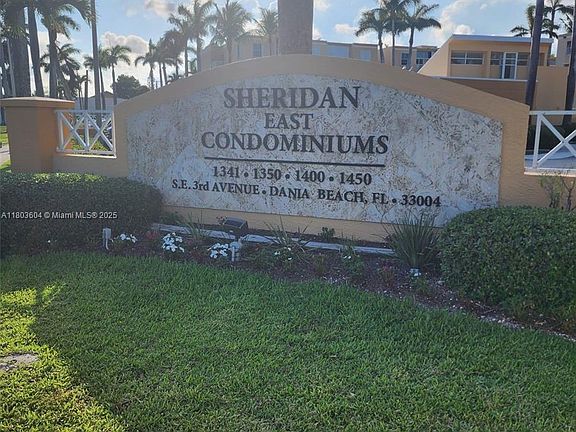 SHERIDAN
EAST
CONDOMINIUMS
1341 • 1350 • 1400 • 1450
S.E. 3rd AVENUE • DANIA BEACH, FL • 33004
A11803604 © Miami MLS® 2025